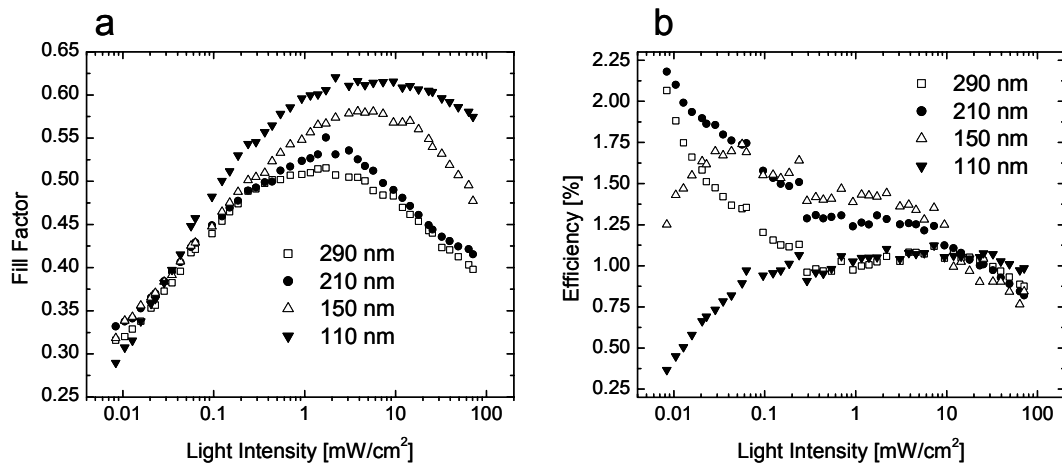 a
Fill Factor
0.65
0.60
0.55
0.50
0.45
0.40
0.35
0.30
0.25
290 nm
210 nm
150 nm
110 nm
0.01 0.1 1 10 100
Light Intensity [mW/cm²]
b
Efficiency [%]
2.25
2.00
1.75
1.50
1.25
1.00
0.75
0.50
0.25
290 nm
210 nm
150 nm
110 nm
0.01 0.1 1 10 100
Light Intensity [mW/cm²]